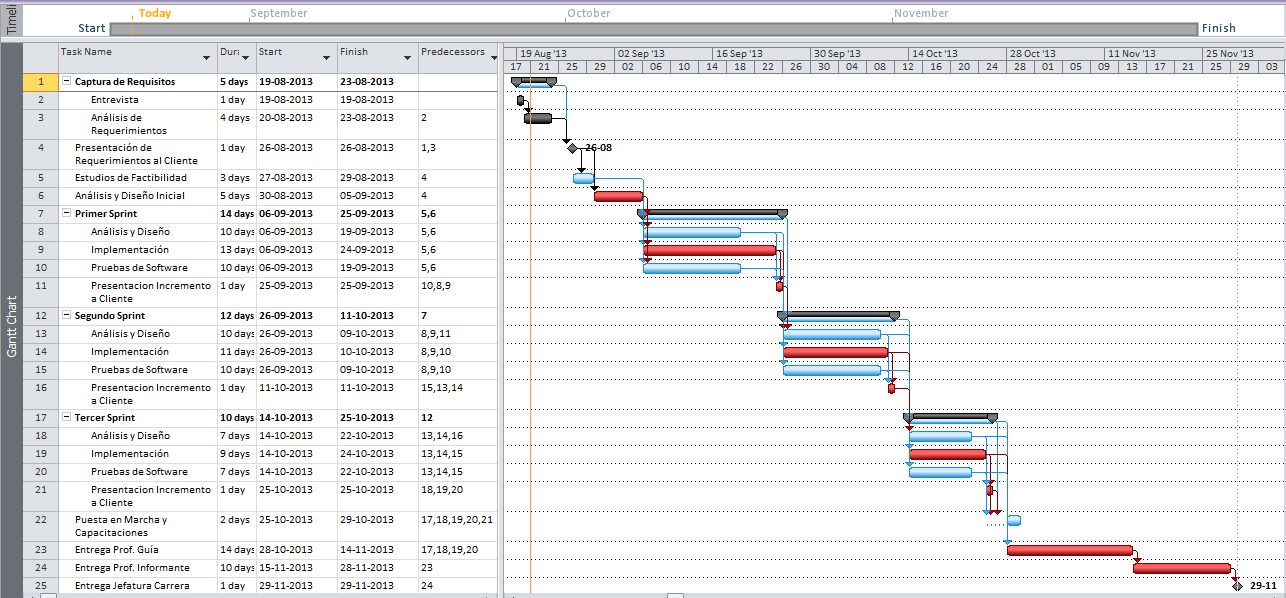 Timeli
Today
September
October
November
Start
Finish
Gantt Chart
Task Name Dur: Start Finish Predecessors
19 Aug '13 02 Sep '13 16 Sep '13 30 Sep '13 14 Oct '13 28 Oct '13 11 Nov '13 25 Nov '13
17 21 25 29 02 06 10 14 18 22 26 30 04 08 12 16 20 24 28 01 05 09 13 17 21 25 29 03
1 Captura de Requisitos 5 days 19-08-2013 23-08-2013
2 Entrevista 1 day 19-08-2013 19-08-2013
3 Análisis de 4 days 20-08-2013 23-08-2013 2
Requerimientos
4 Presentación de 1 day 26-08-2013 26-08-2013 1,3 26-08
Requerimientos al Cliente
5 Estudios de Factibilidad 3 days 27-08-2013 29-08-2013 4
6 Análisis y Diseño Inicial 5 days 30-08-2013 05-09-2013 4
7 Primer Sprint 14 days 06-09-2013 25-09-2013 5,6
8 Análisis y Diseño 10 days 06-09-2013 19-09-2013 5,6
9 Implementación 13 days 06-09-2013 24-09-2013 5,6
10 Pruebas de Software 10 days 06-09-2013 19-09-2013 5,6
11 Presentacion Incremento 1 day 25-09-2013 25-09-2013 10,8,9
a Cliente
12 Segundo Sprint 12 days 26-09-2013 11-10-2013 7
13 Análisis y Diseño 10 days 26-09-2013 09-10-2013 8,9,11
14 Implementación 11 days 26-09-2013 10-10-2013 8,9,10
15 Pruebas de Software 10 days 26-09-2013 09-10-2013 8,9,10
16 Presentacion Incremento 1 day 11-10-2013 11-10-2013 15,13,14
a Cliente
17 Tercer Sprint 10 days 14-10-2013 25-10-2013 12
18 Análisis y Diseño 7 days 14-10-2013 22-10-2013 13,14,16
19 Implementación 9 days 14-10-2013 24-10-2013 13,14,15
20 Pruebas de Software 7 days 14-10-2013 22-10-2013 13,14,15
21 Presentacion Incremento 1 day 25-10-2013 25-10-2013 18,19,20
a Cliente
22 Puesta en Marcha y 2 days 25-10-2013 29-10-2013 17,18,19,20,21
Capacitaciones
23 Entrega Prof. Guía 14 days 28-10-2013 14-11-2013 17,18,19,20
24 Entrega Prof. Informante 10 days 15-11-2013 28-11-2013 23
25 Entrega Jefatura Carrera 1 day 29-11-2013 29-11-2013 24 29-11